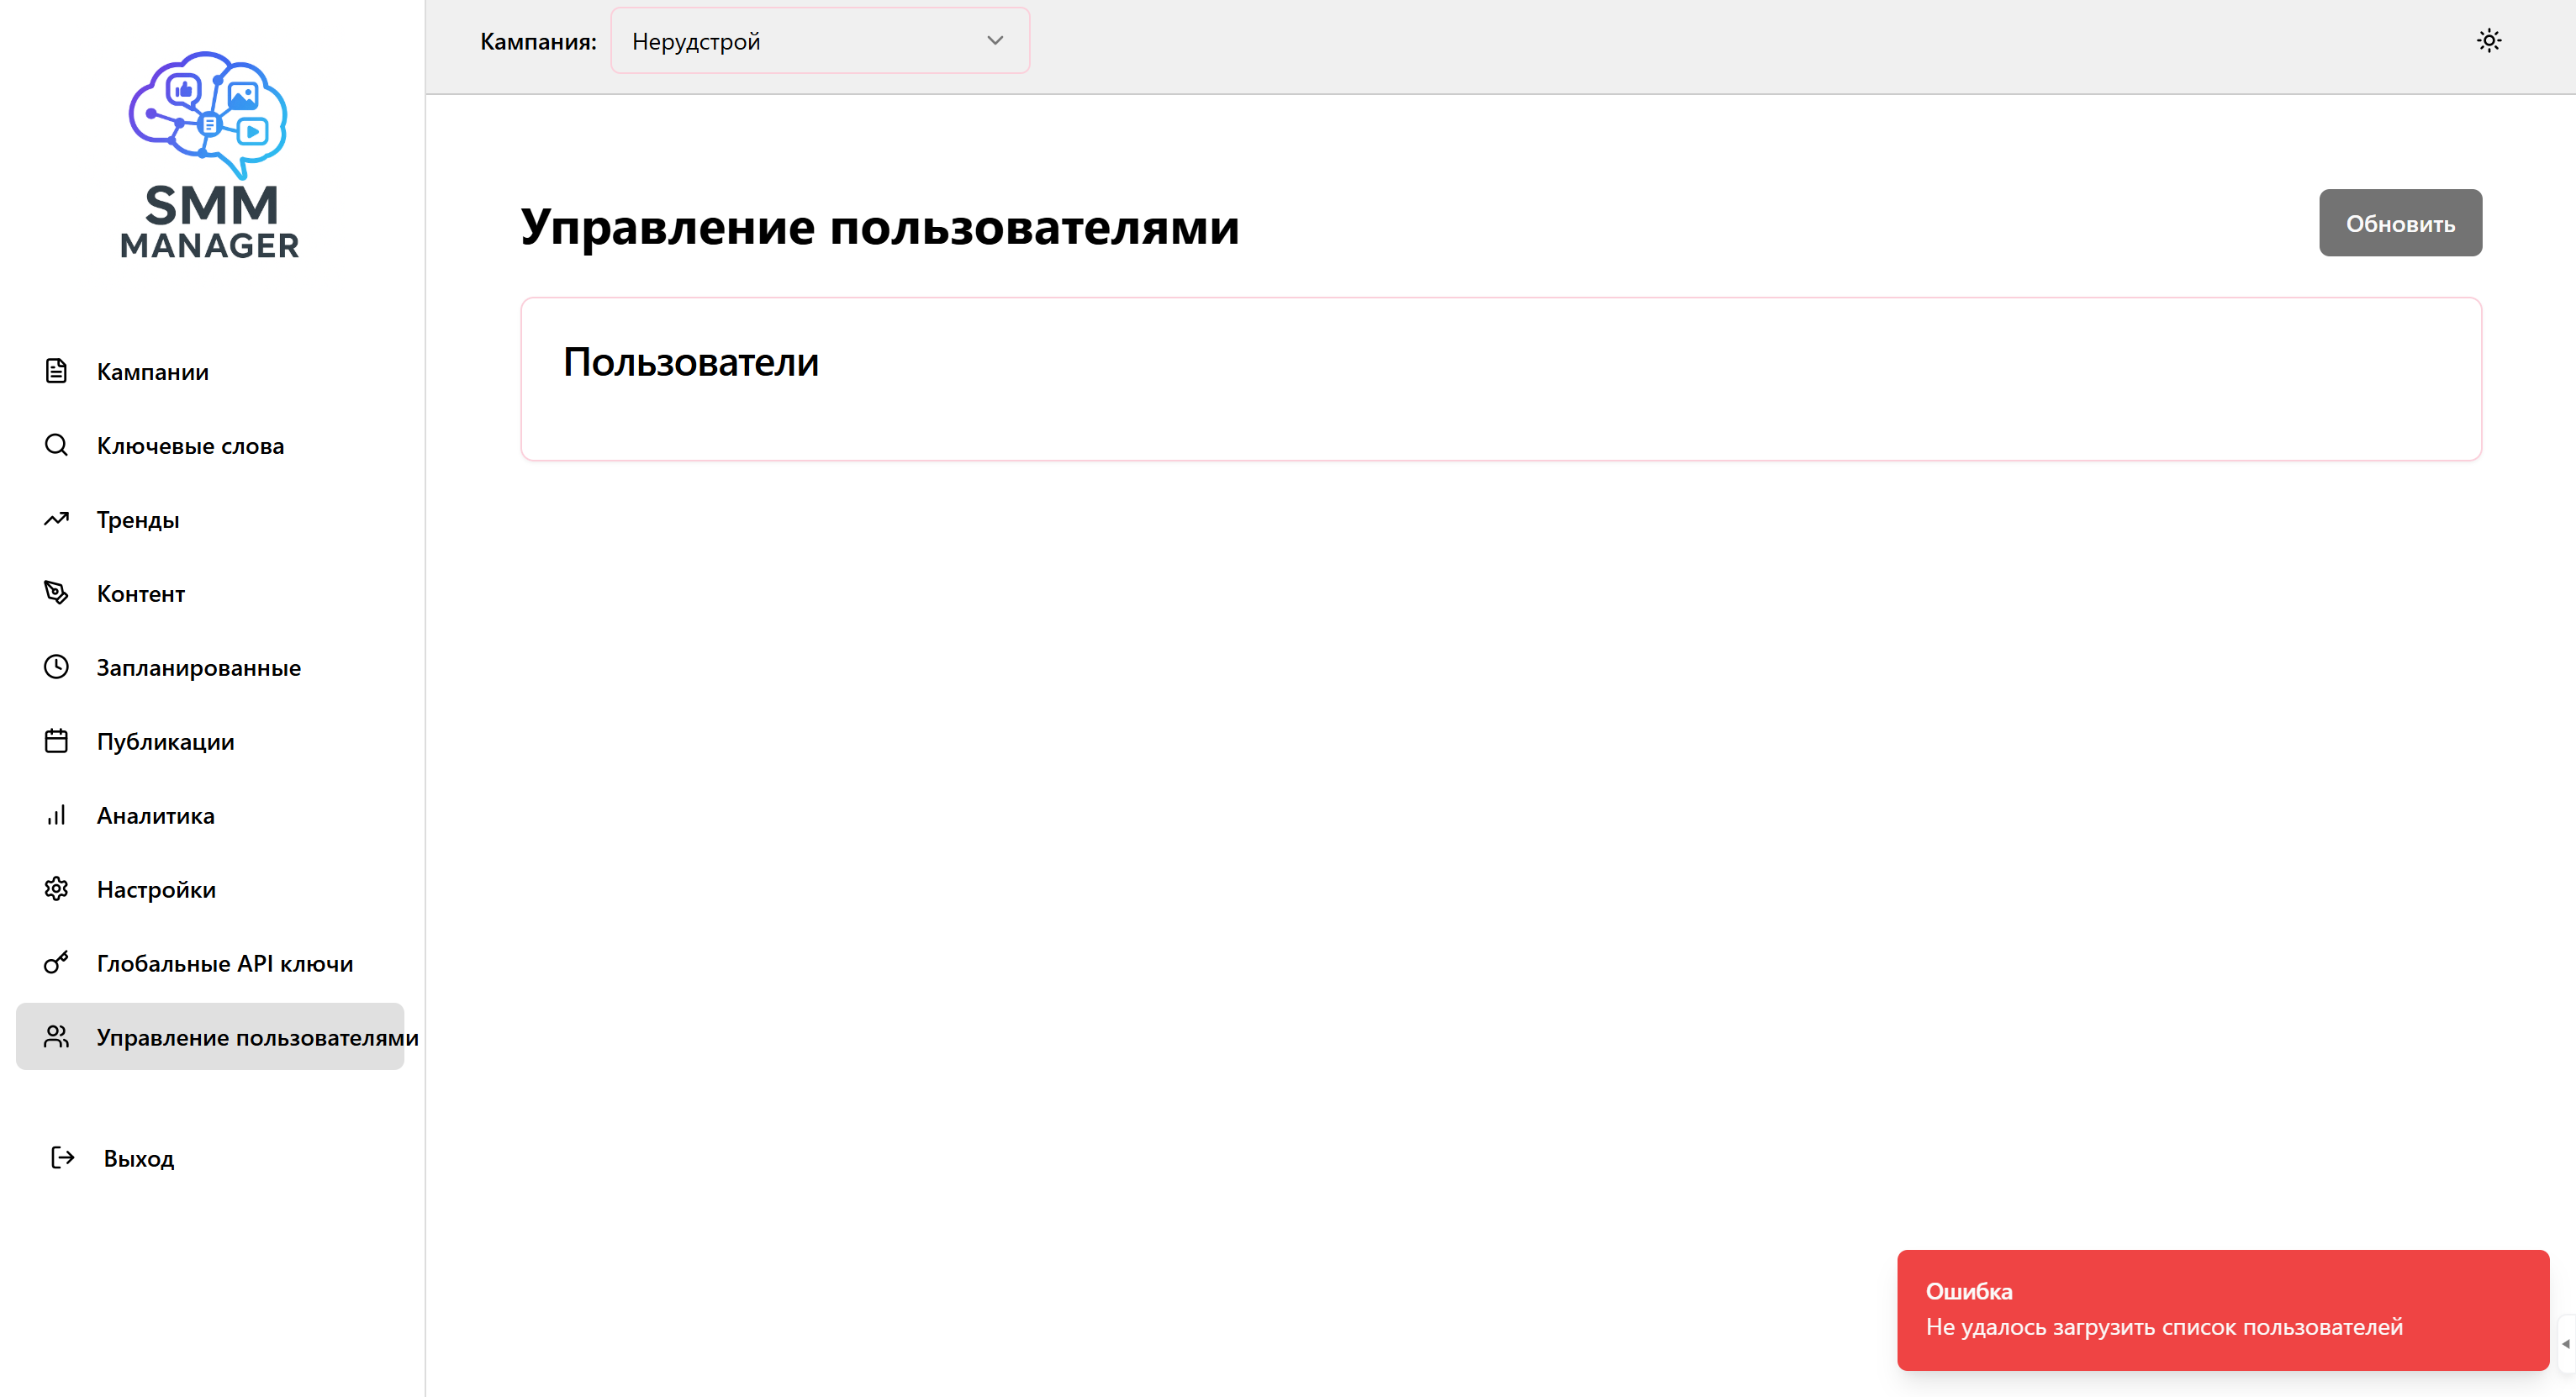 SMM
MANAGER
Кампании
Ключевые слова
Тренды
Контент
Запланированные
Публикации
Аналитика
Настройки
Глобальные API ключи
Управление пользователями
Выход
Кампания: Нерудстрой
Управление пользователями
Обновить
Пользователи
Ошибка
Не удалось загрузить список пользователей